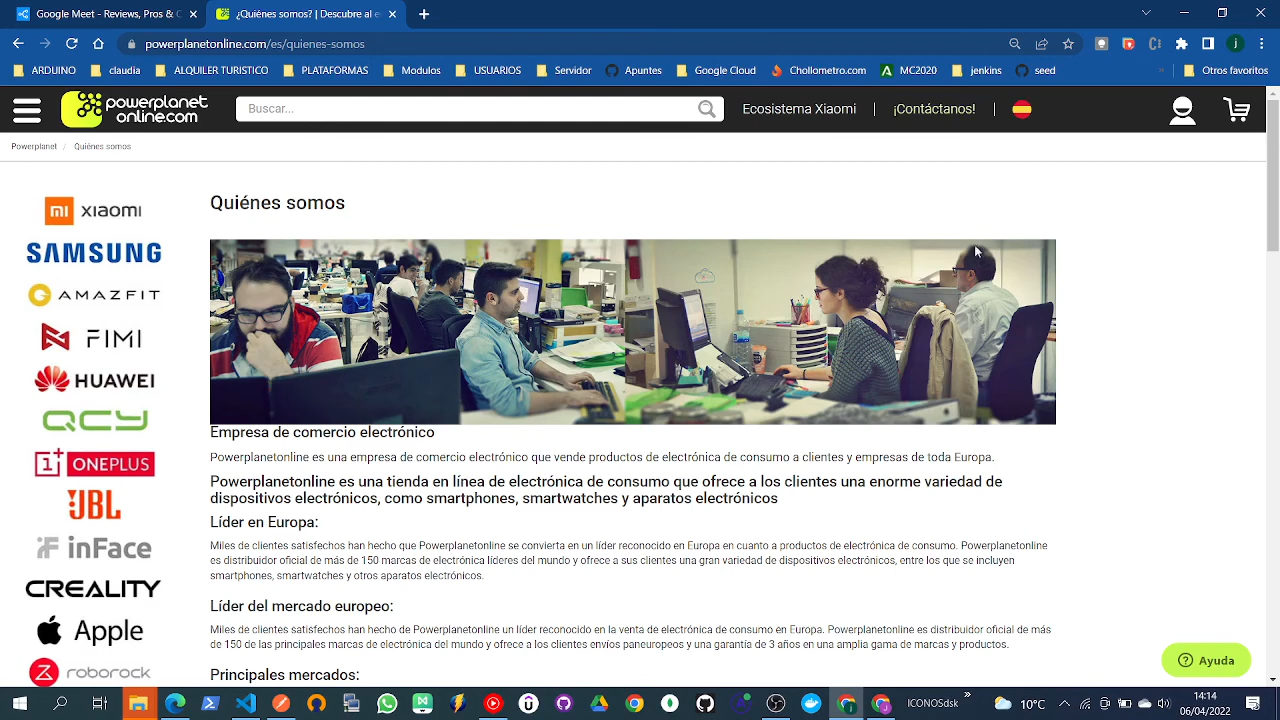 Google Meet - Pros & C
¿Quiénes somos? | Descubre al e
powerplanetonline.com/es/quienes-somos
ARDUINO
claudia
ALQUILER TURISTICO
PLATAFORMAS
Modulos
USUARIOS
Servidor
Apuntes
Google Cloud
Chollometro.com
MC2020
jenkins
seed
»
Otros favoritos
powerplanet
online.com
Buscar...
Ecosistema Xiaomi
¡Contáctanos!
Powerplanet / Quiénes somos
mi xiaomi
SAMSUNG
AMAZFIT
FIMI
HUAWEI
QCY
1+ ONEPLUS
JBL
inFace
CREALITY
Apple
roborock
Quiénes somos
Empresa de comercio electrónico
Powerplanetonline es una empresa de comercio electrónico que vende productos de electrónica de consumo a clientes y empresas de toda Europa.
Powerplanetonline es una tienda en línea de electrónica de consumo que ofrece a los clientes una enorme variedad de
dispositivos electrónicos, como smartphones, smartwatches y aparatos electrónicos
Líder en Europa:
Miles de clientes satisfechos han hecho que Powerplanetonline se convierta en un líder reconocido en Europa en cuanto a productos de electrónica de consumo. Powerplanetonline
es distribuidor oficial de más de 150 marcas de electrónica líderes del mundo y ofrece a sus clientes una gran variedad de dispositivos electrónicos, entre los que se incluyen
smartphones, smartwatches y otros aparatos electrónicos.
Líder del mercado europeo:
Miles de clientes satisfechos han hecho de Powerplanetonline un líder reconocido en la venta de electrónica de consumo en Europa. Powerplanetonline es distribuidor oficial de más
de 150 de las principales marcas de electrónica del mundo y ofrece a los clientes envíos paneuropeos y una garantía de 3 años en una amplia gama de marcas y productos.
Principales mercados:
Ayuda
ICONOSdsk
»
10°C
14:14